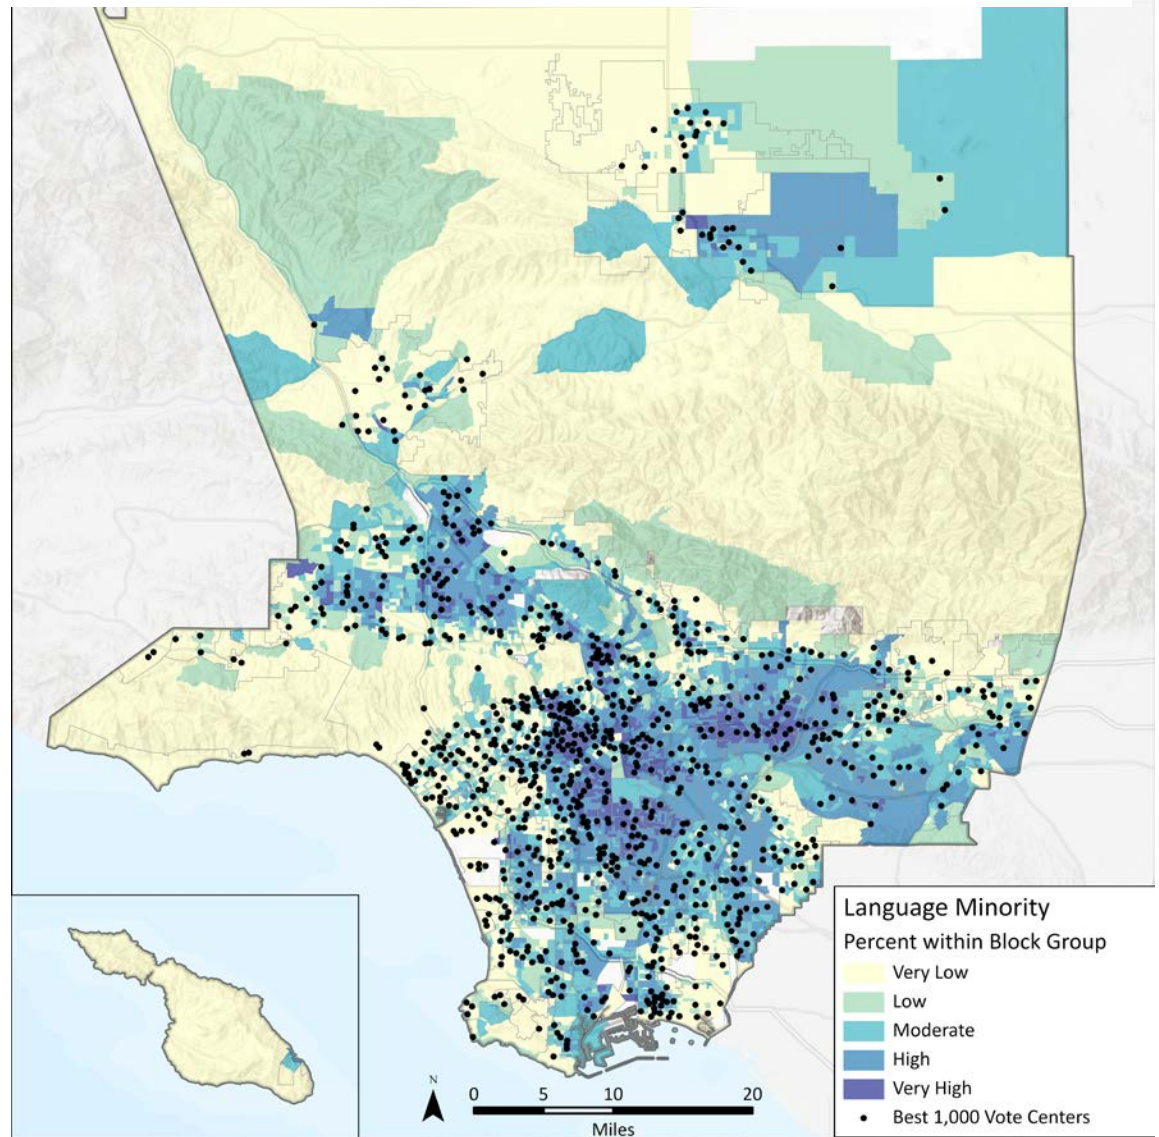 Language Minority
Percent within Block Group
Very Low
Low
Moderate
High
Very High
Best 1,000 Vote Centers
N
0 5 10 20
Miles